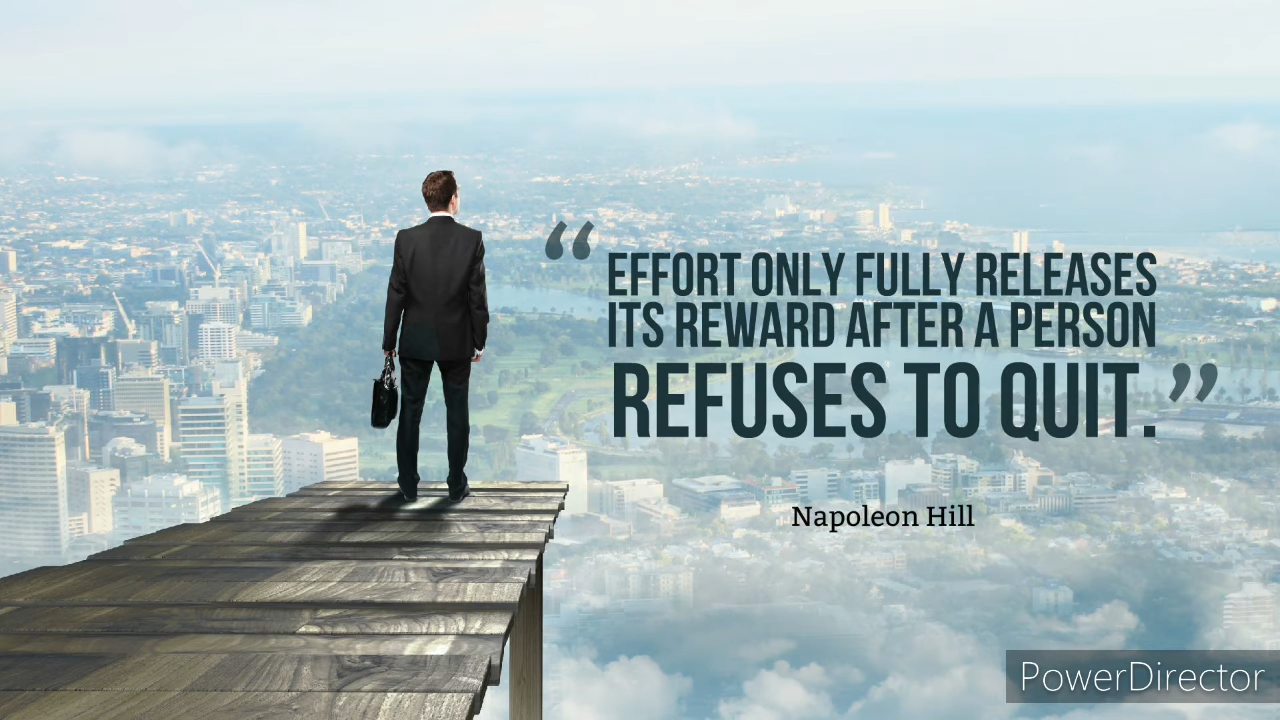 “ EFFORT ONLY FULLY RELEASES
ITS REWARD AFTER A PERSON
REFUSES TO QUIT. ”
Napoleon Hill
PowerDirector